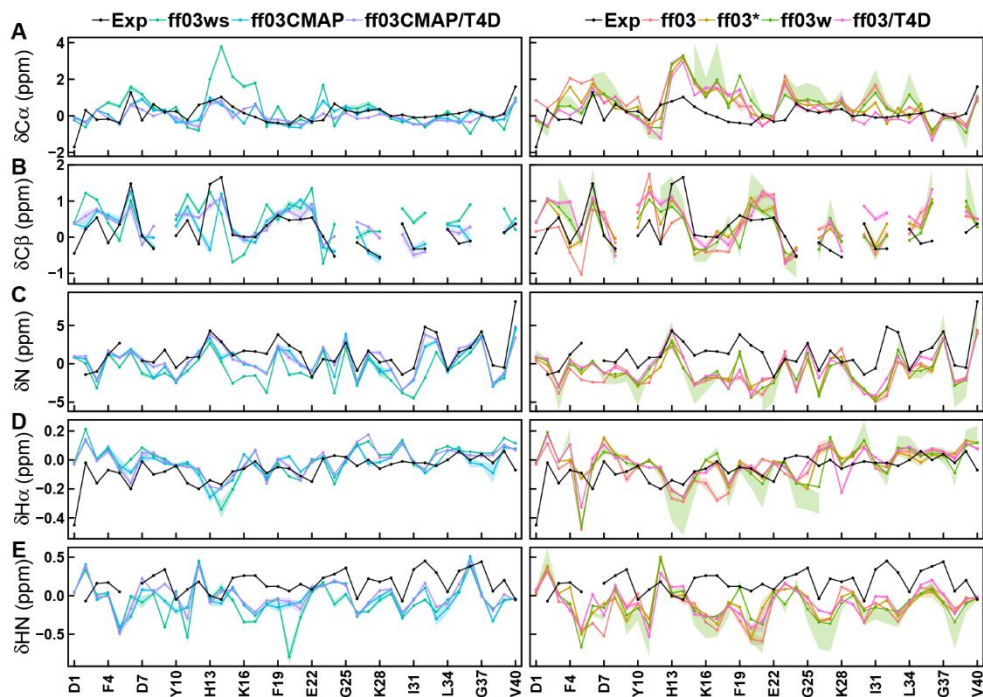 Exp ff03ws ff03CMAP ff03CMAP/T4D Exp ff03 ff03* ff03w ff03/T4D
A
δCα (ppm)
4
2
0
−2
B
δCβ (ppm)
2
1
0
−1
C
δN (ppm)
5
0
−5
D
δHα (ppm)
0.2
0.0
−0.2
−0.4
E
δHN (ppm)
0.5
0.0
−0.5
D1 F4 D7 Y10 H13 K16 F19 E22 G25 K28 I31 L34 G37 V40 D1 F4 D7 Y10 H13 K16 F19 E22 G25 K28 I31 L34 G37 V40